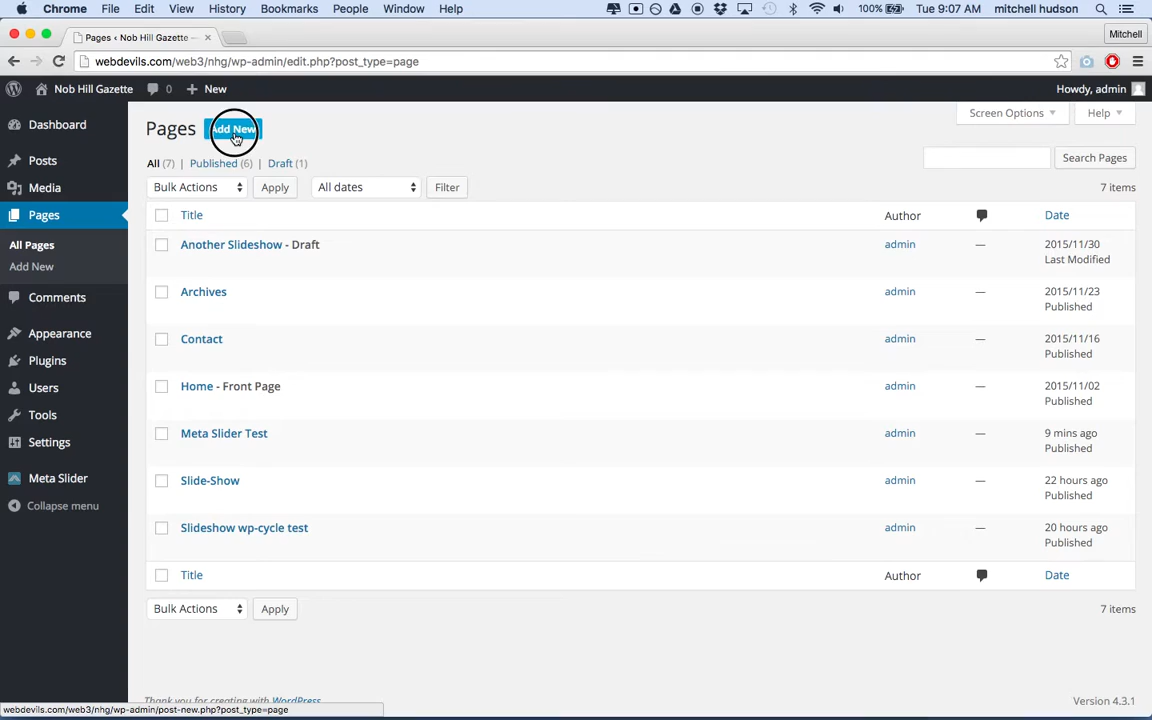 Chrome File Edit View History Bookmarks People Window Help 100% Tue 9:07 AM mitchell hudson
Pages ‹ Nob Hill Gazette — Mitchell
webdevils.com/web3/nhg/wp-admin/edit.php?post_type=page
Nob Hill Gazette 0 + New Howdy, admin
Dashboard
Posts
Media
Pages
All Pages
Add New
Comments
Appearance
Plugins
Users
Tools
Settings
Meta Slider
Collapse menu
Screen Options Help
Pages Add New
All (7) | Published (6) | Draft (1)
Search Pages
Bulk Actions Apply All dates Filter 7 items
Title Author Date
Another Slideshow - Draft admin — 2015/11/30
Last Modified
Archives admin — 2015/11/23
Published
Contact admin — 2015/11/16
Published
Home - Front Page admin — 2015/11/02
Published
Meta Slider Test admin — 9 mins ago
Published
Slide-Show admin — 22 hours ago
Published
Slideshow wp-cycle test admin — 20 hours ago
Published
Title Author Date
Bulk Actions Apply 7 items
Thank you for creating with WordPress Version 4.3.1
webdevils.com/web3/nhg/wp-admin/post-new.php?post_type=page